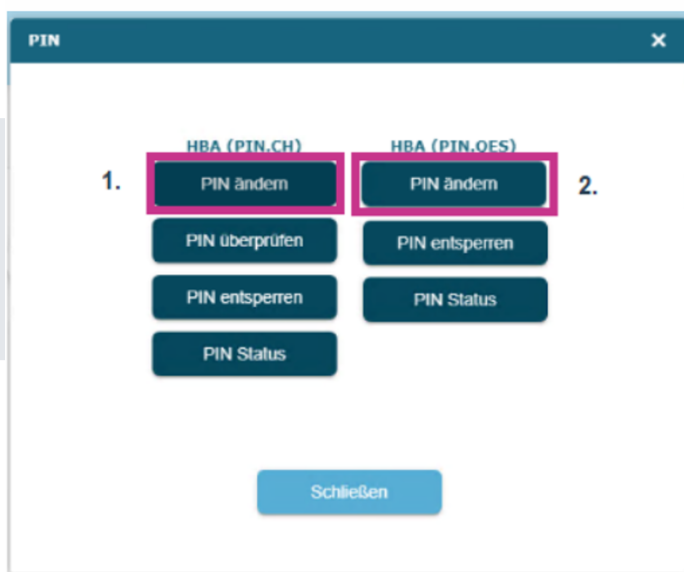 PIN ×
HBA (PIN.CH) HBA (PIN.QES)
1. PIN ändern PIN ändern 2.
PIN überprüfen PIN entsperren
PIN entsperren PIN Status
PIN Status
Schließen